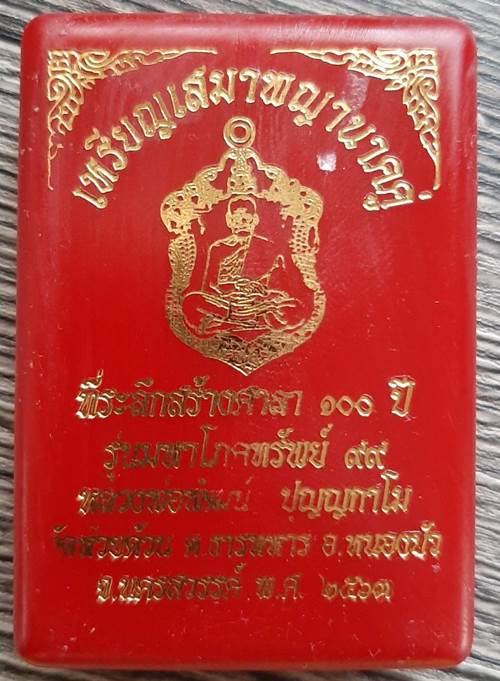 เหรียญเสมาพญานาคคู่
ที่ระลึกสร้างศาลา ๑๐๐ ปี
รุ่นมหาโภคทรัพย์ ๙๙
หลวงพ่อพัฒน์ ปุญญกาโม
วัดห้วยด้วน ต.ธารทหาร อ.หนองบัว
จ.นครสวรรค์ พ.ศ. ๒๕๖๓